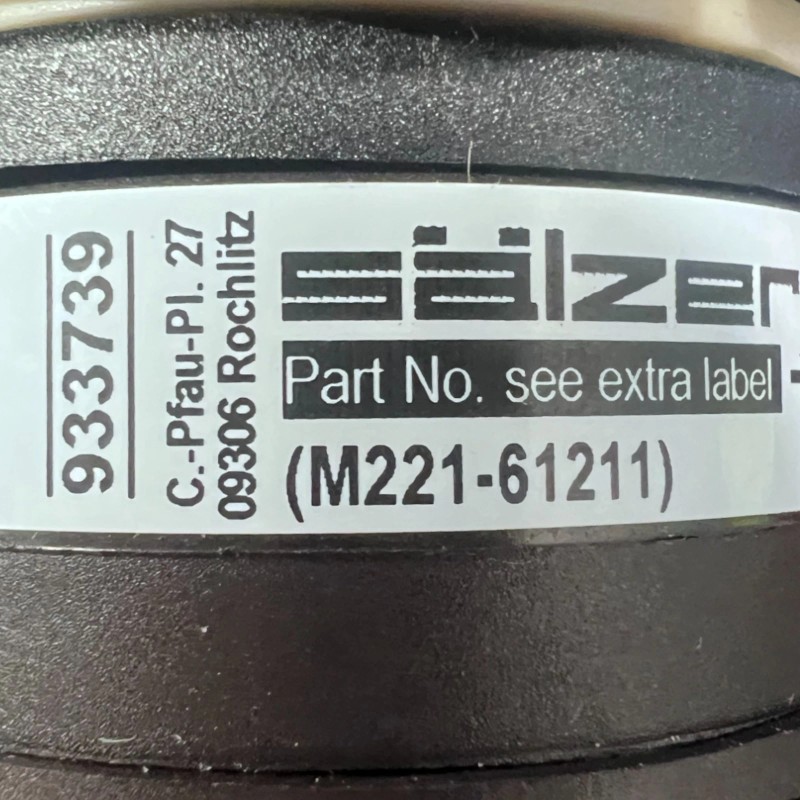 933739
C.-Pfau-Pl. 27
09306 Rochlitz
sälzer
Part No. see extra label
(M221-61211)